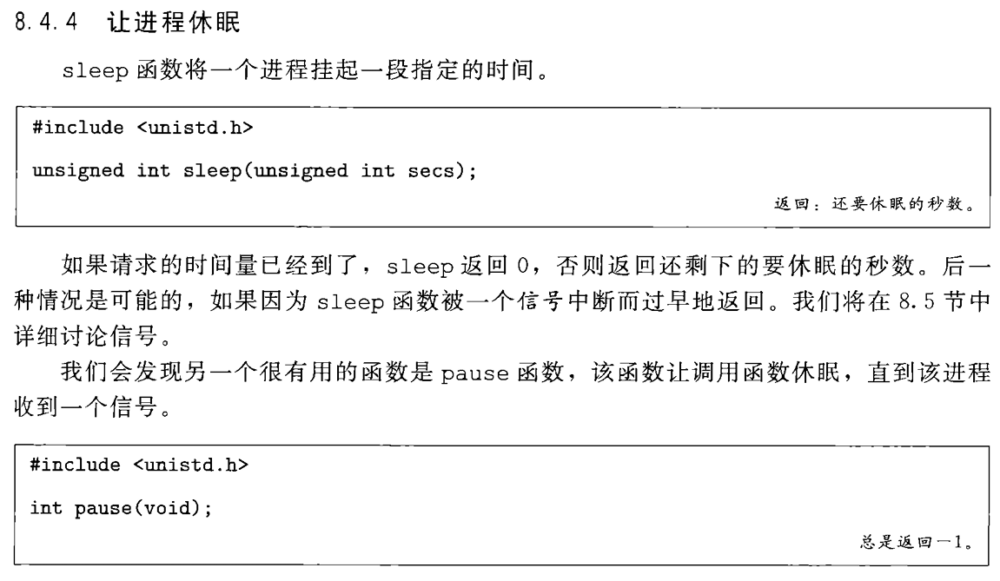 8.4.4 让进程休眠
sleep 函数将一个进程挂起一段指定的时间。
#include <unistd.h>
unsigned int sleep(unsigned int secs);
返回：还要休眠的秒数。
如果请求的时间量已经到了，sleep 返回 0，否则返回还剩下的要休眠的秒数。后一
种情况是可能的，如果因为 sleep 函数被一个信号中断而过早地返回。我们将在 8.5 节中
详细讨论信号。
我们会发现另一个很有用的函数是 pause 函数，该函数让调用函数休眠，直到该进程
收到一个信号。
#include <unistd.h>
int pause(void);
总是返回－1。